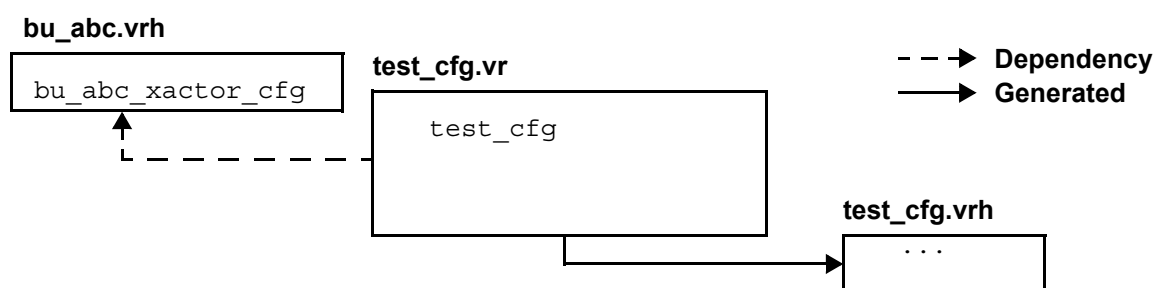 bu_abc.vrh
bu_abc_xactor_cfg
test_cfg.vr
test_cfg
Dependency
Generated
test_cfg.vrh
...